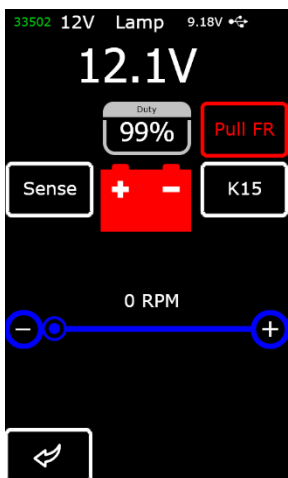 33502 12V Lamp 9.18V
12.1V
Duty
99%
Pull FR
Sense
+ -
K15
0 RPM
- +